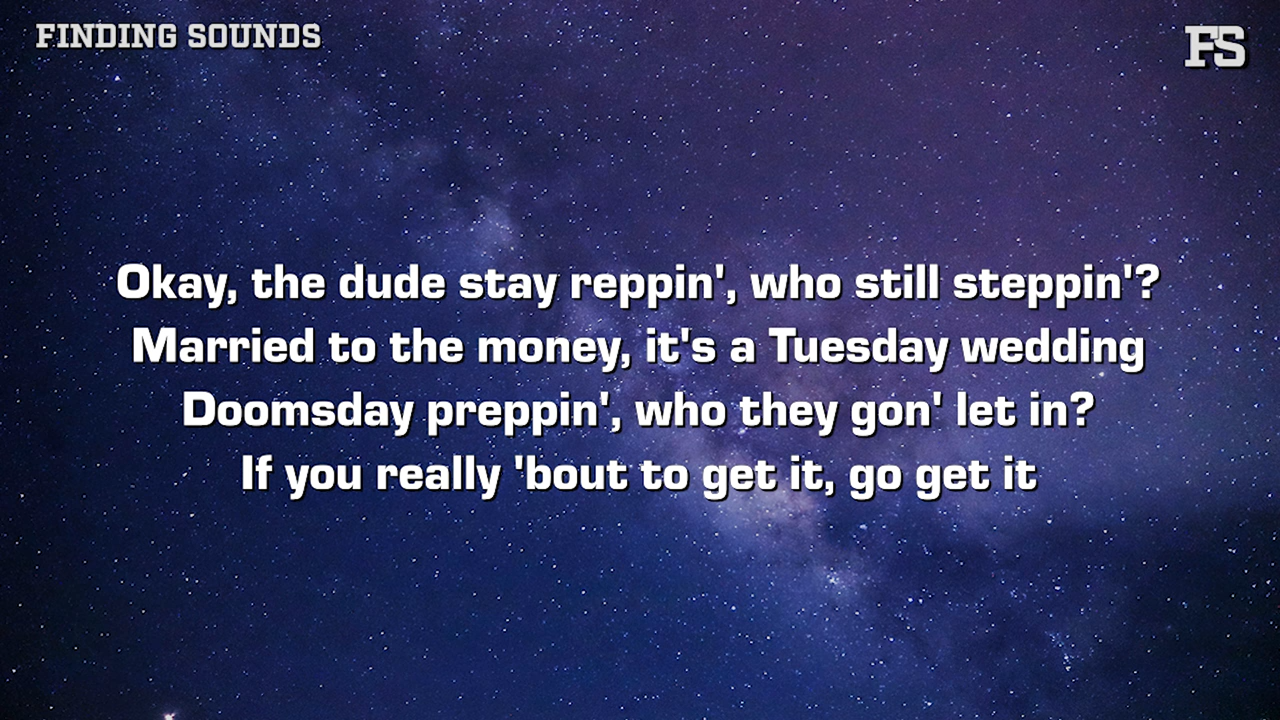 FINDING SOUNDS
FS
Okay, the dude stay reppin', who still steppin'?
Married to the money, it's a Tuesday wedding
Doomsday preppin', who they gon' let in?
If you really 'bout to get it, go get it